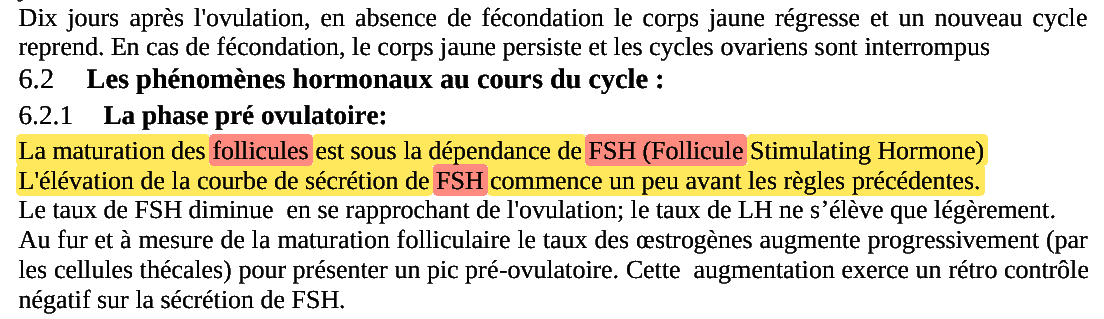 Dix jours après l'ovulation, en absence de fécondation le corps jaune régresse et un nouveau cycle
reprend. En cas de fécondation, le corps jaune persiste et les cycles ovariens sont interrompus
6.2 Les phénomènes hormonaux au cours du cycle :
6.2.1 La phase pré ovulatoire:
La maturation des follicules est sous la dépendance de FSH (Follicule Stimulating Hormone)
L'élévation de la courbe de sécrétion de FSH commence un peu avant les règles précédentes.
Le taux de FSH diminue en se rapprochant de l'ovulation; le taux de LH ne s’élève que légèrement.
Au fur et à mesure de la maturation folliculaire le taux des œstrogènes augmente progressivement (par
les cellules thécales) pour présenter un pic pré-ovulatoire. Cette augmentation exerce un rétro contrôle
négatif sur la sécrétion de FSH.